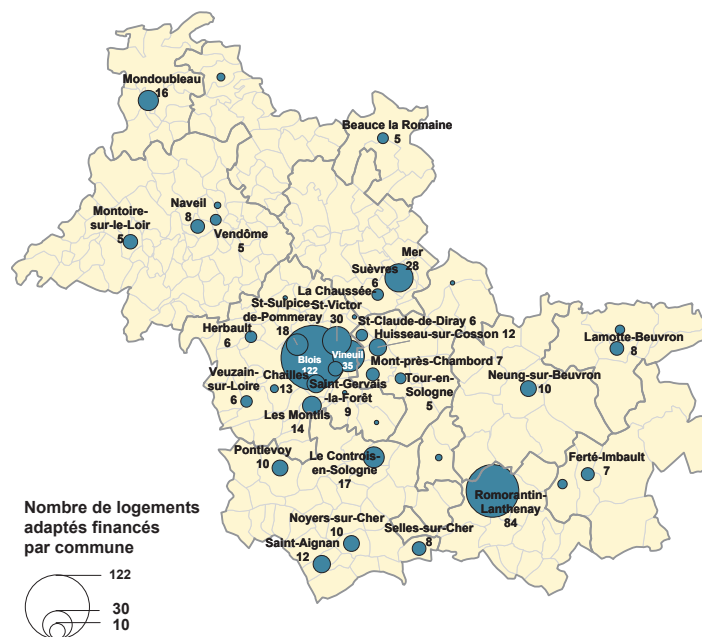 Mondoubleau
16
Beauce la Romaine
5
Naveil
8
Montoire-
sur-le-Loir
5
Vendôme
5
Mer
28
Suèvres
6
La Chaussée-
St-Victor
30
St-Sulpice-
de-Pommeray
18
St-Claude-de-Diray 6
Herbault
6
Huisseau-sur-Cosson 12
Lamotte-Beuvron
8
Blois
122
Vineuil
35
Mont-près-Chambord 7
Veuzain-
sur-Loire
6
Chailles
13
Tour-en-
Sologne
5
Neung-sur-Beuvron
10
Saint-Gervais
-la-Forêt
9
Les Montils
14
Pontlevoy
10
Le Controis-
en-Sologne
17
Ferté-Imbault
7
Romorantin-
Lanthenay
84
Noyers-sur-Cher
10
Selles-sur-Cher
8
Saint-Aignan
12
Nombre de logements
adaptés financés
par commune
122
30
10